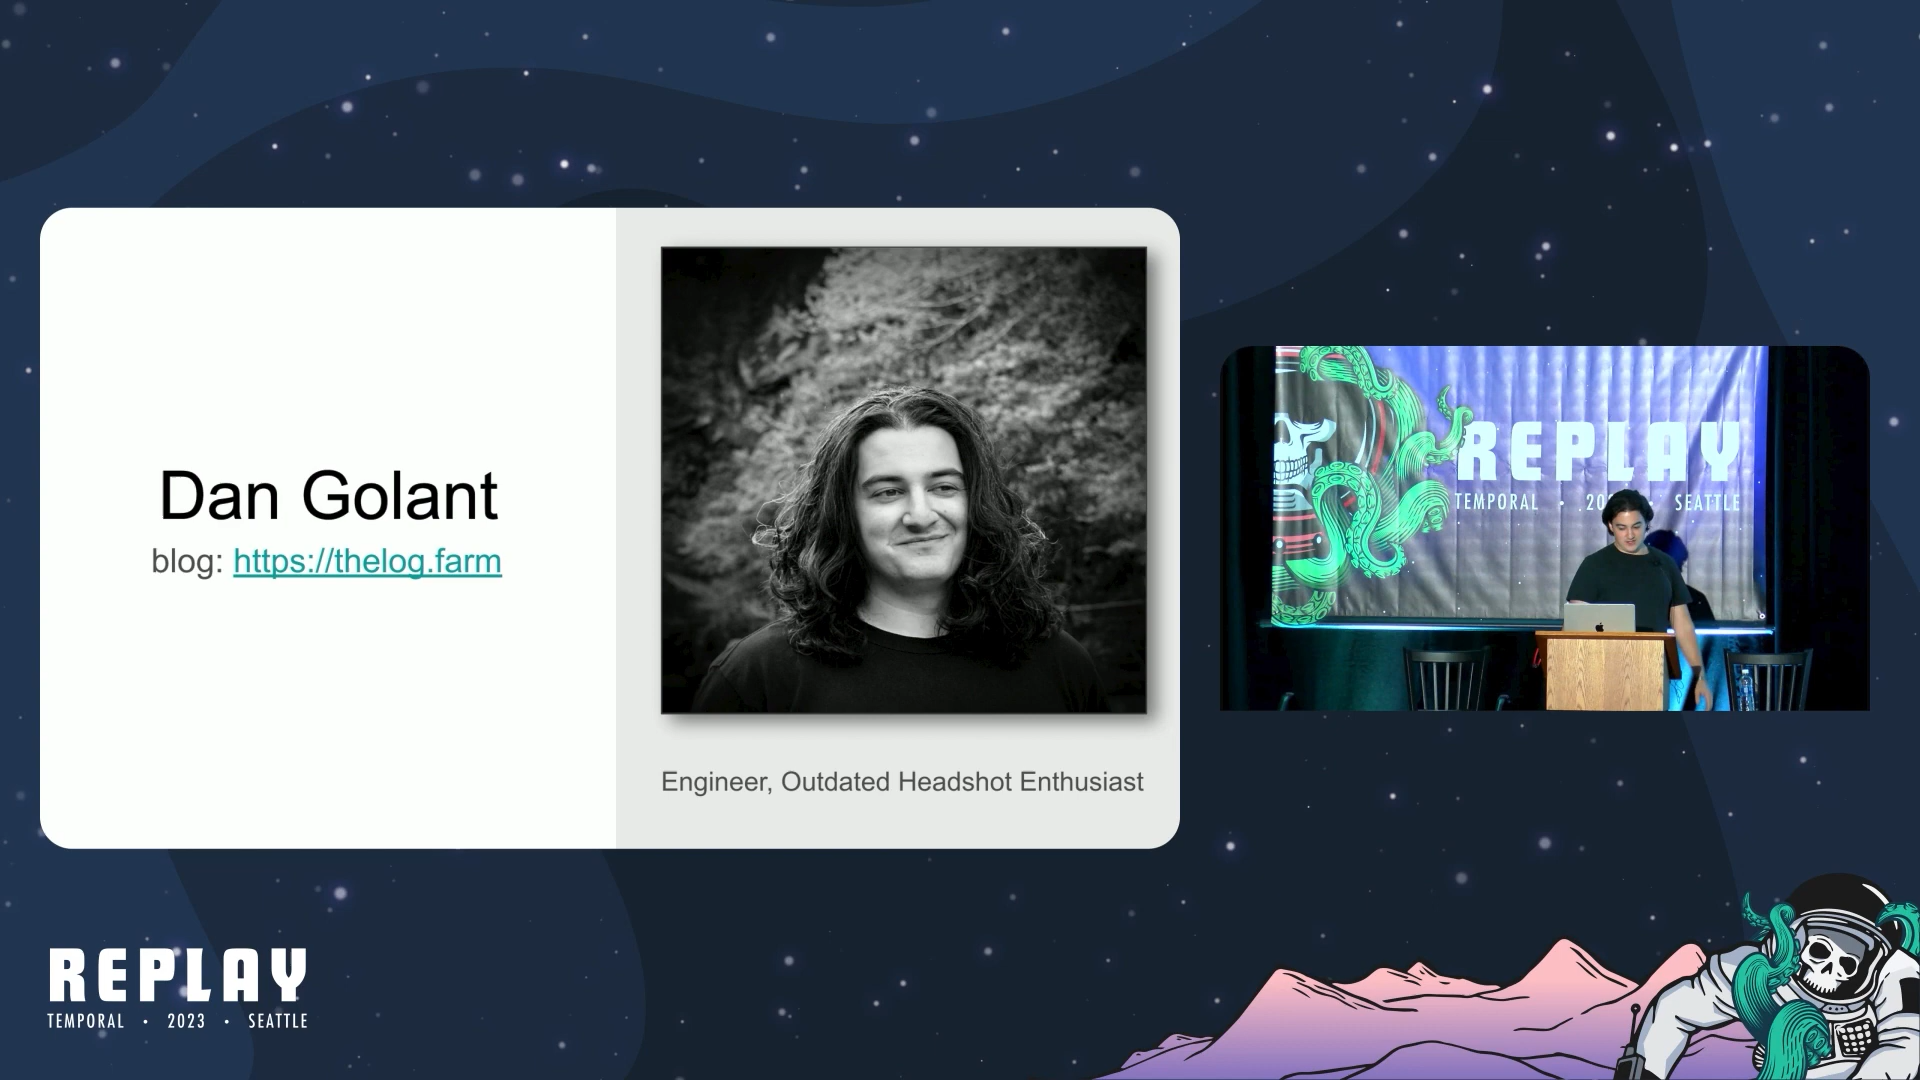 Dan Golant
blog: https://thelog.farm
Engineer, Outdated Headshot Enthusiast
REPLAY
TEMPORAL • 20 • SEATTLE
REPLAY
TEMPORAL • 2023 • SEATTLE